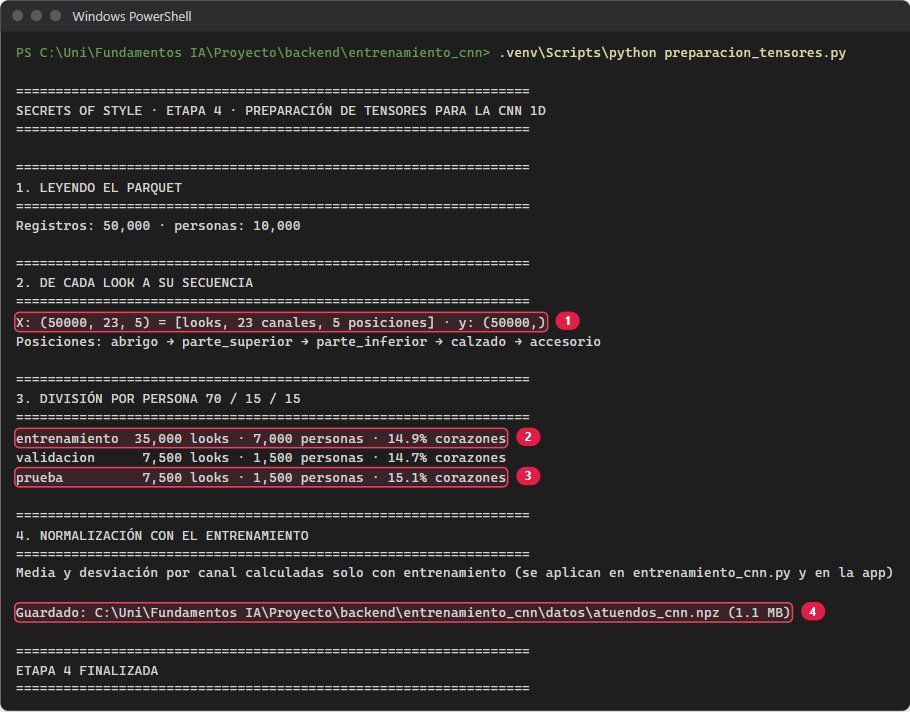 Windows PowerShell
PS C:\Uni\Fundamentos IA\Proyecto\backend\entrenamiento_cnn> .venv\Scripts\python preparacion_tensores.py
=================================================================
SECRETS OF STYLE · ETAPA 4 · PREPARACIÓN DE TENSORES PARA LA CNN 1D
=================================================================
=================================================================
1. LEYENDO EL PARQUET
=================================================================
Registros: 50,000 · personas: 10,000
=================================================================
2. DE CADA LOOK A SU SECUENCIA
=================================================================
X: (50000, 23, 5) = [looks, 23 canales, 5 posiciones] · y: (50000,) 1
Posiciones: abrigo → parte_superior → parte_inferior → calzado → accesorio
=================================================================
3. DIVISIÓN POR PERSONA 70 / 15 / 15
=================================================================
entrenamiento  35,000 looks · 7,000 personas · 14.9% corazones 2
validacion      7,500 looks · 1,500 personas · 14.7% corazones
prueba          7,500 looks · 1,500 personas · 15.1% corazones 3
=================================================================
4. NORMALIZACIÓN CON EL ENTRENAMIENTO
=================================================================
Media y desviación por canal calculadas solo con entrenamiento (se aplican en entrenamiento_cnn.py y en la app)
Guardado: C:\Uni\Fundamentos IA\Proyecto\backend\entrenamiento_cnn\datos\atuendos_cnn.npz (1.1 MB) 4
=================================================================
ETAPA 4 FINALIZADA
=================================================================